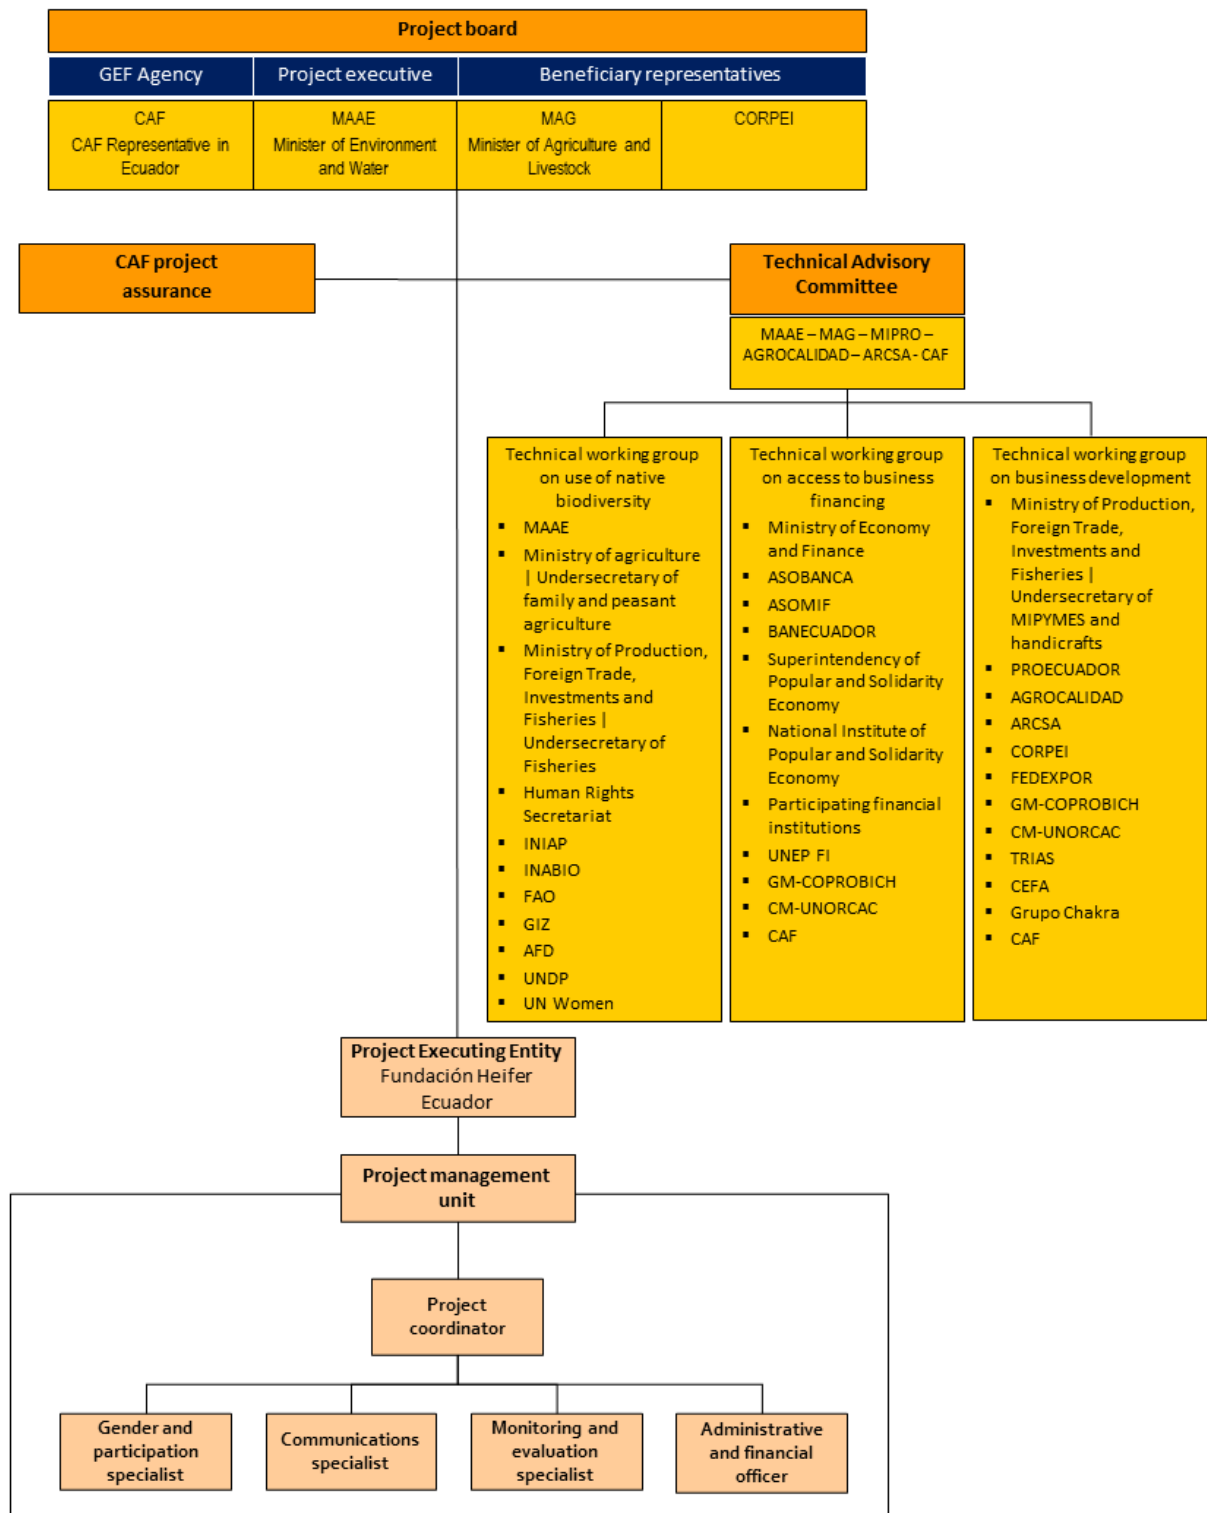 Project board
GEF Agency
Project executive
Beneficiary representatives
CAF
CAF Representative in
Ecuador
MAAE
Minister of Environment
and Water
MAG
Minister of Agriculture and
Livestock
CORPEI
CAF project
assurance
Technical Advisory
Committee
MAAE – MAG – MIPRO –
AGROCALIDAD – ARCSA - CAF
Technical working group
on use of native
biodiversity
▪ MAAE
▪ Ministry of agriculture
| Undersecretary of
family and peasant
agriculture
▪ Ministry of Production,
Foreign Trade,
Investments and
Fisheries |
Undersecretary of
Fisheries
▪ Human Rights
Secretariat
▪ INIAP
▪ INABIO
▪ FAO
▪ GIZ
▪ AFD
▪ UNDP
▪ UN Women
Technical working group
on access to business
financing
▪ Ministry of Economy
and Finance
▪ ASOBANCA
▪ ASOMIF
▪ BANECUADOR
▪ Superintendency of
Popular and Solidarity
Economy
▪ National Institute of
Popular and Solidarity
Economy
▪ Participating financial
institutions
▪ UNEP FI
▪ GM-COPROBICH
▪ CM-UNORCAC
▪ CAF
Technical working group
on business development
▪ Ministry of Production,
Foreign Trade,
Investments and
Fisheries |
Undersecretary of
MIPYMES and
handicrafts
▪ PROECUADOR
▪ AGROCALIDAD
▪ ARCSA
▪ CORPEI
▪ FEDEXPOR
▪ GM-COPROBICH
▪ CM-UNORCAC
▪ TRIAS
▪ CEFA
▪ Grupo Chakra
▪ CAF
Project Executing Entity
Fundación Heifer
Ecuador
Project management
unit
Project
coordinator
Gender and
participation
specialist
Communications
specialist
Monitoring and
evaluation
specialist
Administrative
and financial
officer